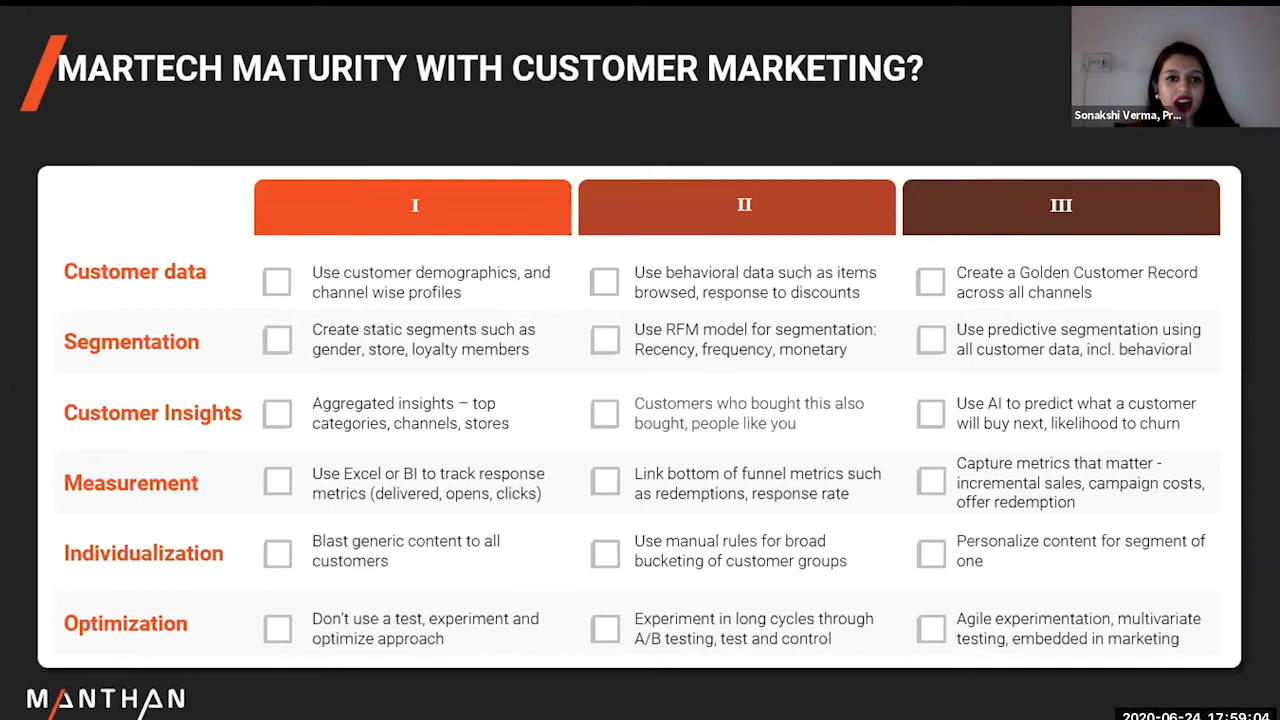 MARTECH MATURITY WITH CUSTOMER MARKETING?
Sonakshi Verma, Pr...
I
II
III
Customer data
Use customer demographics, and
channel wise profiles
Use behavioral data such as items
browsed, response to discounts
Create a Golden Customer Record
across all channels
Segmentation
Create static segments such as
gender, store, loyalty members
Use RFM model for segmentation:
Recency, frequency, monetary
Use predictive segmentation using
all customer data, incl. behavioral
Customer Insights
Aggregated insights – top
categories, channels, stores
Customers who bought this also
bought, people like you
Use AI to predict what a customer
will buy next, likelihood to churn
Measurement
Use Excel or BI to track response
metrics (delivered, opens, clicks)
Link bottom of funnel metrics such
as redemptions, response rate
Capture metrics that matter -
incremental sales, campaign costs,
offer redemption
Individualization
Blast generic content to all
customers
Use manual rules for broad
bucketing of customer groups
Personalize content for segment of
one
Optimization
Don't use a test, experiment and
optimize approach
Experiment in long cycles through
A/B testing, test and control
Agile experimentation, multivariate
testing, embedded in marketing
MANTHAN
2020-06-24 17:59:04